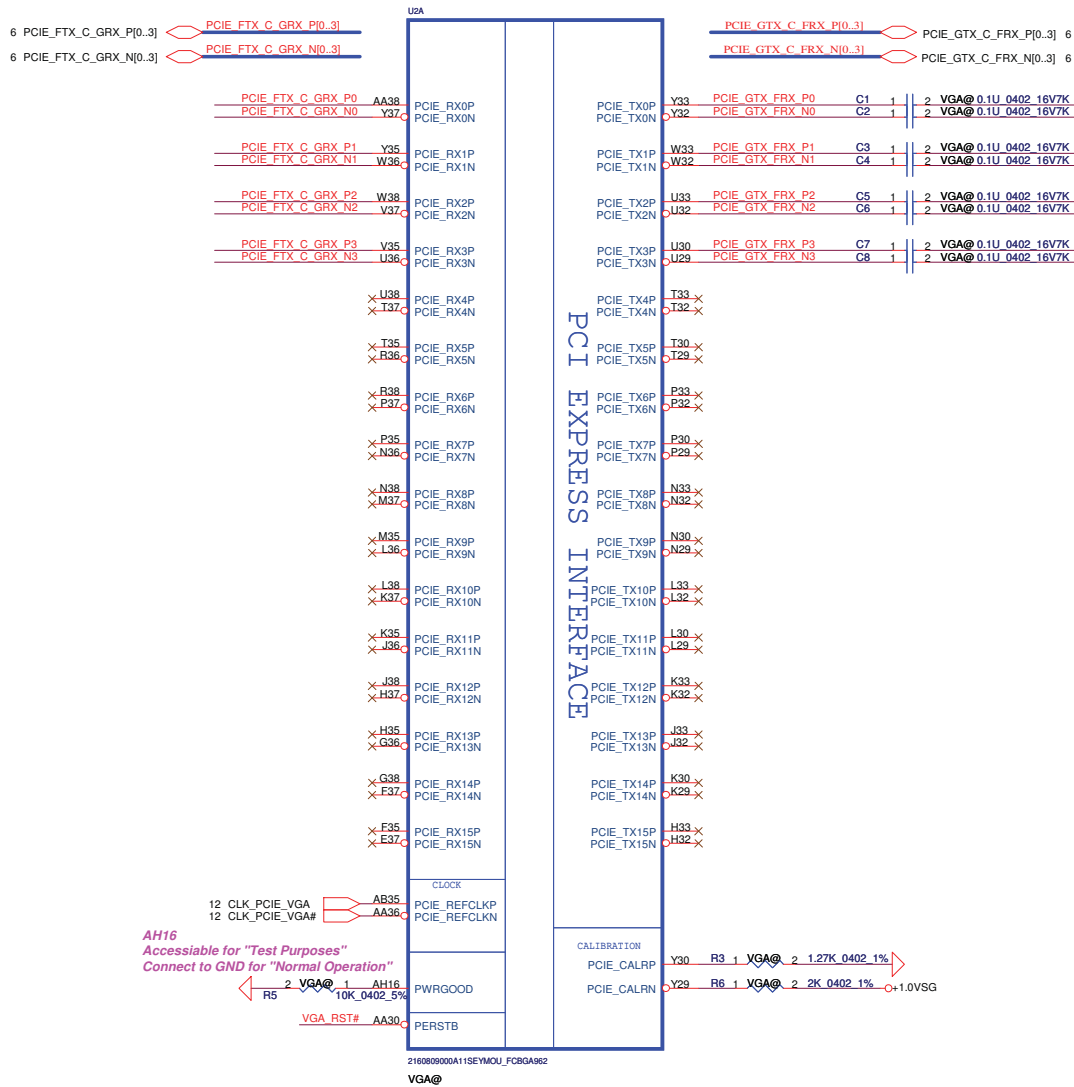 U2A
6 PCIE_FTX_C_GRX_P[0..3] PCIE_FTX_C_GRX_P[0..3] PCIE_GTX_C_FRX_P[0..3] PCIE_GTX_C_FRX_P[0..3] 6
6 PCIE_FTX_C_GRX_N[0..3] PCIE_FTX_C_GRX_N[0..3] PCIE_GTX_C_FRX_N[0..3] PCIE_GTX_C_FRX_N[0..3] 6
PCIE_FTX_C_GRX_P0 AA38 PCIE_RX0P PCIE_TX0P Y33 PCIE_GTX_FRX_P0 C1 1 2 VGA@ 0.1U_0402_16V7K
PCIE_FTX_C_GRX_N0 Y37 PCIE_RX0N PCIE_TX0N Y32 PCIE_GTX_FRX_N0 C2 1 2 VGA@ 0.1U_0402_16V7K
PCIE_FTX_C_GRX_P1 Y35 PCIE_RX1P PCIE_TX1P W33 PCIE_GTX_FRX_P1 C3 1 2 VGA@ 0.1U_0402_16V7K
PCIE_FTX_C_GRX_N1 W36 PCIE_RX1N PCIE_TX1N W32 PCIE_GTX_FRX_N1 C4 1 2 VGA@ 0.1U_0402_16V7K
PCIE_FTX_C_GRX_P2 W38 PCIE_RX2P PCIE_TX2P U33 PCIE_GTX_FRX_P2 C5 1 2 VGA@ 0.1U_0402_16V7K
PCIE_FTX_C_GRX_N2 V37 PCIE_RX2N PCIE_TX2N U32 PCIE_GTX_FRX_N2 C6 1 2 VGA@ 0.1U_0402_16V7K
PCIE_FTX_C_GRX_P3 V35 PCIE_RX3P PCIE_TX3P U30 PCIE_GTX_FRX_P3 C7 1 2 VGA@ 0.1U_0402_16V7K
PCIE_FTX_C_GRX_N3 U36 PCIE_RX3N PCIE_TX3N U29 PCIE_GTX_FRX_N3 C8 1 2 VGA@ 0.1U_0402_16V7K
U38 PCIE_RX4P PCIE_TX4P T33
T37 PCIE_RX4N PCIE_TX4N T32
PCI EXPRESS INTERFACE
T35 PCIE_RX5P PCIE_TX5P T30
R36 PCIE_RX5N PCIE_TX5N T29
R38 PCIE_RX6P PCIE_TX6P P33
P37 PCIE_RX6N PCIE_TX6N P32
P35 PCIE_RX7P PCIE_TX7P P30
N36 PCIE_RX7N PCIE_TX7N P29
N38 PCIE_RX8P PCIE_TX8P N33
M37 PCIE_RX8N PCIE_TX8N N32
M35 PCIE_RX9P PCIE_TX9P N30
L36 PCIE_RX9N PCIE_TX9N N29
L38 PCIE_RX10P PCIE_TX10P L33
K37 PCIE_RX10N PCIE_TX10N L32
K35 PCIE_RX11P PCIE_TX11P L30
J36 PCIE_RX11N PCIE_TX11N L29
J38 PCIE_RX12P PCIE_TX12P K33
H37 PCIE_RX12N PCIE_TX12N K32
H35 PCIE_RX13P PCIE_TX13P J33
G36 PCIE_RX13N PCIE_TX13N J32
G38 PCIE_RX14P PCIE_TX14P K30
F37 PCIE_RX14N PCIE_TX14N K29
F35 PCIE_RX15P PCIE_TX15P H33
E37 PCIE_RX15N PCIE_TX15N H32
CLOCK
12 CLK_PCIE_VGA AB35 PCIE_REFCLKP
12 CLK_PCIE_VGA# AA36 PCIE_REFCLKN
AH16
Accessiable for "Test Purposes"
Connect to GND for "Normal Operation"
CALIBRATION
PCIE_CALRP Y30 R3 1 VGA@ 2 1.27K_0402_1%
2 VGA@ 1 AH16 PWRGOOD PCIE_CALRN Y29 R6 1 VGA@ 2 2K_0402_1% +1.0VSG
R5 10K_0402_5%
VGA_RST# AA30 PERSTB
2160809000A11SEYMOU_FCBGA962
VGA@